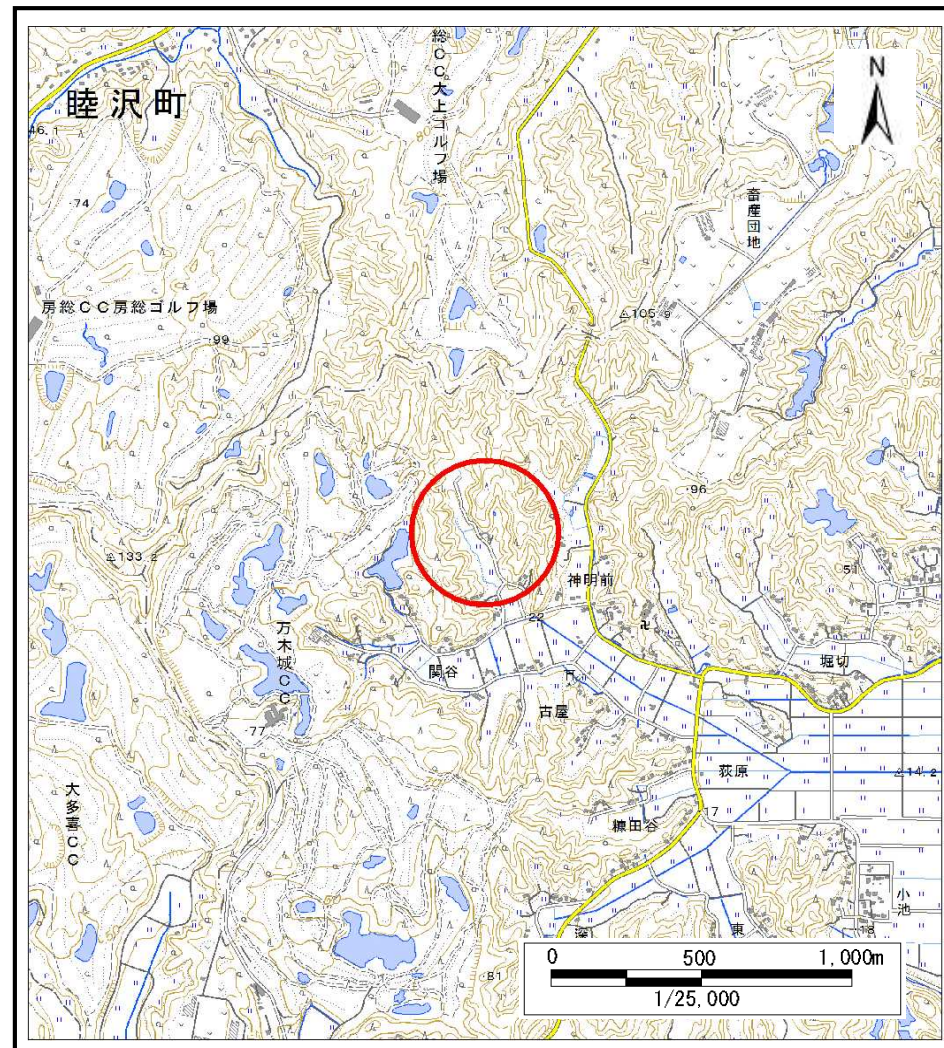 総CC大上ゴルフ場
N
睦沢町
80
46.1
畜産団地
74
房総CC房総ゴルフ場
105.9
99
96
133.2
51
神明前
22
万木城CC
関谷
堀切
古屋
77
荻原
14.2
大多喜CC
17
糠田谷
小池
深
東
18
81
0 500 1,000m
1/25,000